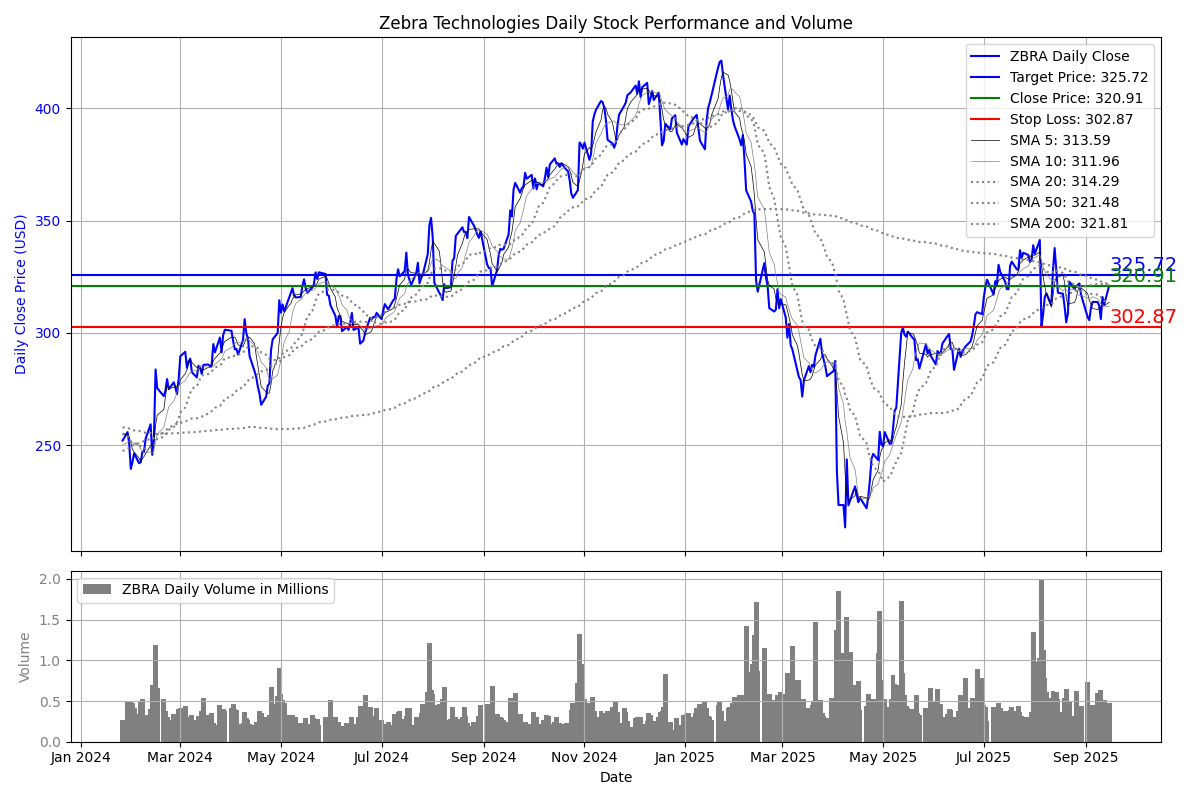 Zebra Technologies Daily Stock Performance and Volume
Daily Close Price (USD)
400
350
300
250
ZBRA Daily Close
Target Price: 325.72
Close Price: 320.91
Stop Loss: 302.87
SMA 5: 313.59
SMA 10: 311.96
SMA 20: 314.29
SMA 50: 321.48
SMA 200: 321.81
325.72
320.91
302.87
Volume
2.0
1.5
1.0
0.5
0.0
ZBRA Daily Volume in Millions
Jan 2024 Mar 2024 May 2024 Jul 2024 Sep 2024 Nov 2024 Jan 2025 Mar 2025 May 2025 Jul 2025 Sep 2025
Date